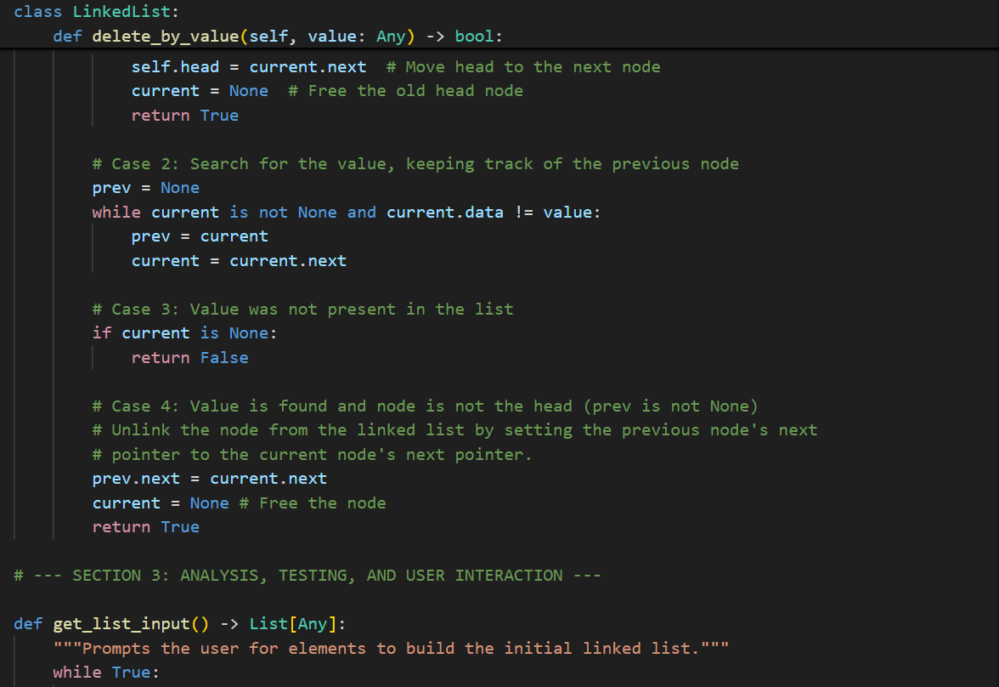 class LinkedList:
    def delete_by_value(self, value: Any) -> bool:
            self.head = current.next  # Move head to the next node
            current = None  # Free the old head node
            return True

        # Case 2: Search for the value, keeping track of the previous node
        prev = None
        while current is not None and current.data != value:
            prev = current
            current = current.next

        # Case 3: Value was not present in the list
        if current is None:
            return False

        # Case 4: Value is found and node is not the head (prev is not None)
        # Unlink the node from the linked list by setting the previous node's next
        # pointer to the current node's next pointer.
        prev.next = current.next
        current = None # Free the node
        return True

# --- SECTION 3: ANALYSIS, TESTING, AND USER INTERACTION ---

def get_list_input() -> List[Any]:
    """Prompts the user for elements to build the initial linked list."""
    while True: